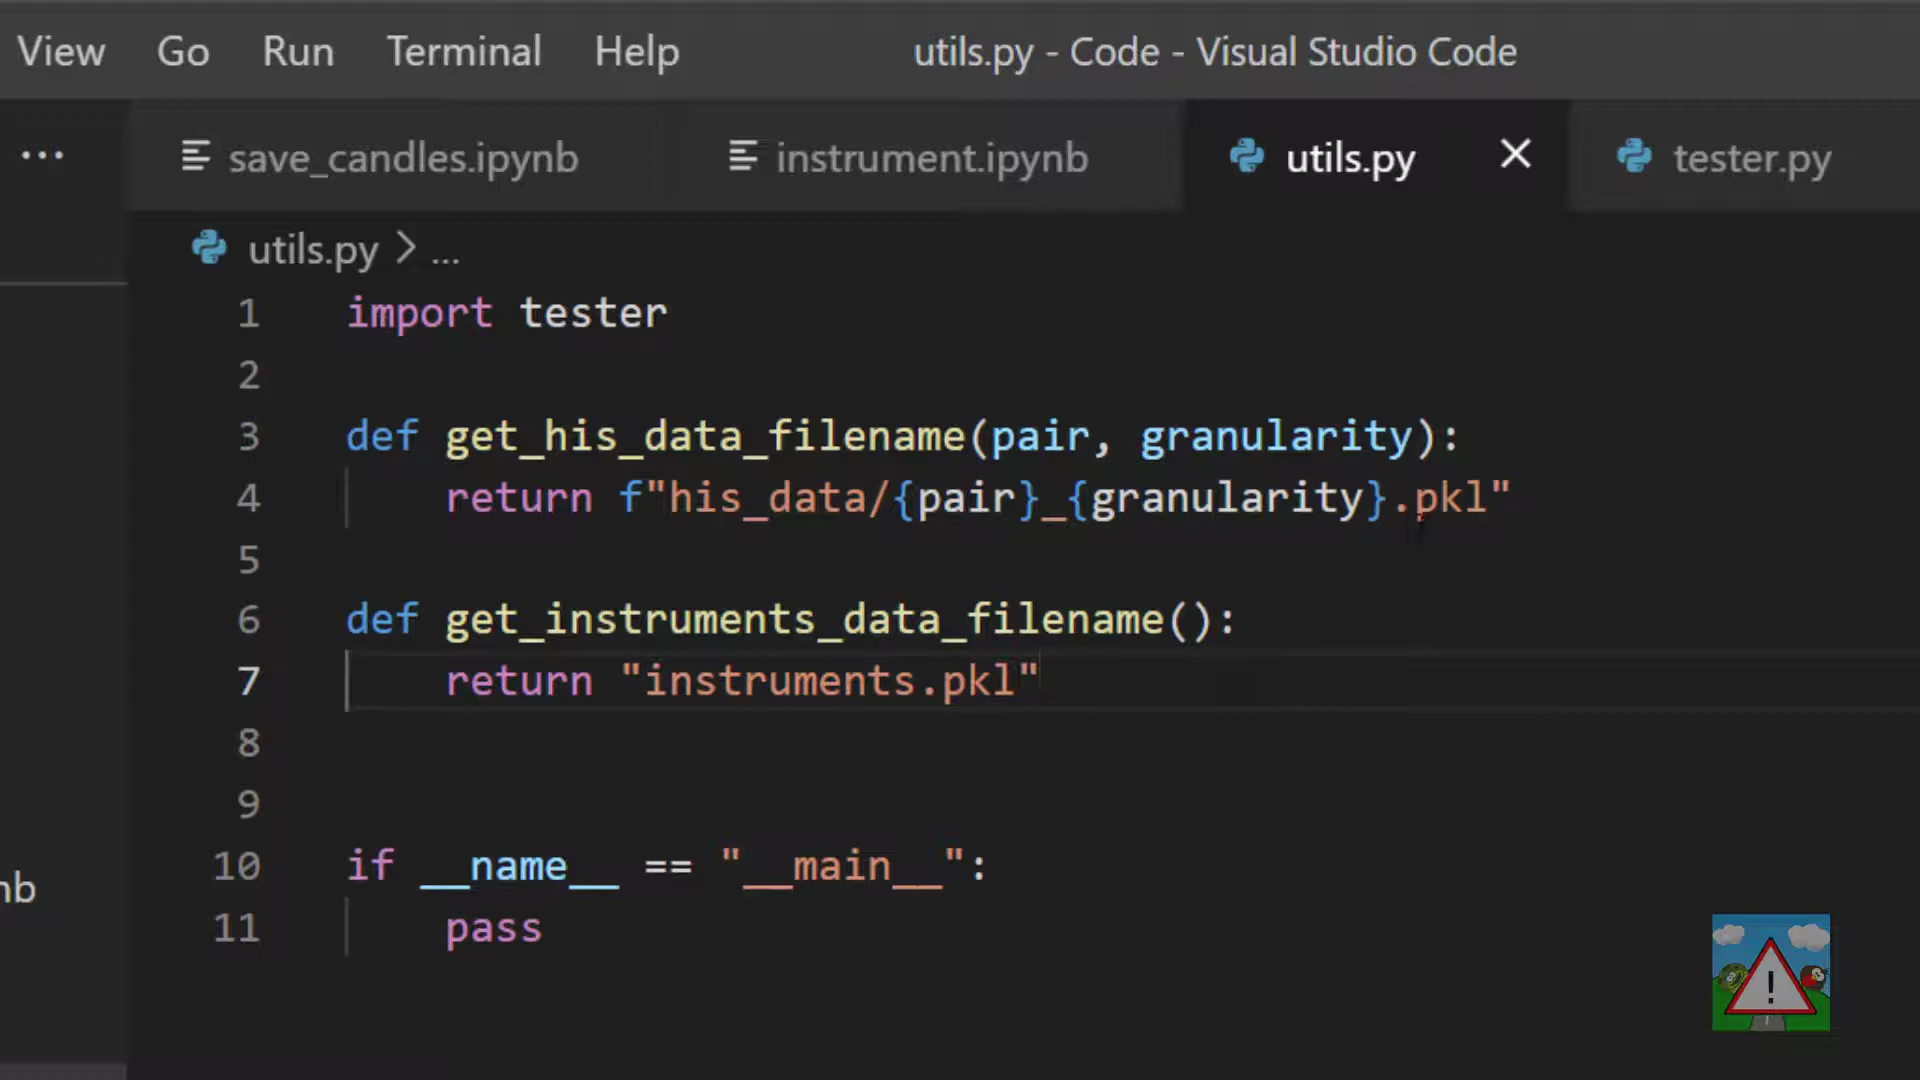 View Go Run Terminal Help utils.py - Code - Visual Studio Code
... save_candles.ipynb instrument.ipynb utils.py tester.py
utils.py > ...
1 import tester
2
3 def get_his_data_filename(pair, granularity):
4 return f"his_data/{pair}_{granularity}.pkl"
5
6 def get_instruments_data_filename():
7 return "instruments.pkl"
8
9
10 if __name__ == "__main__":
nb
11 pass
!